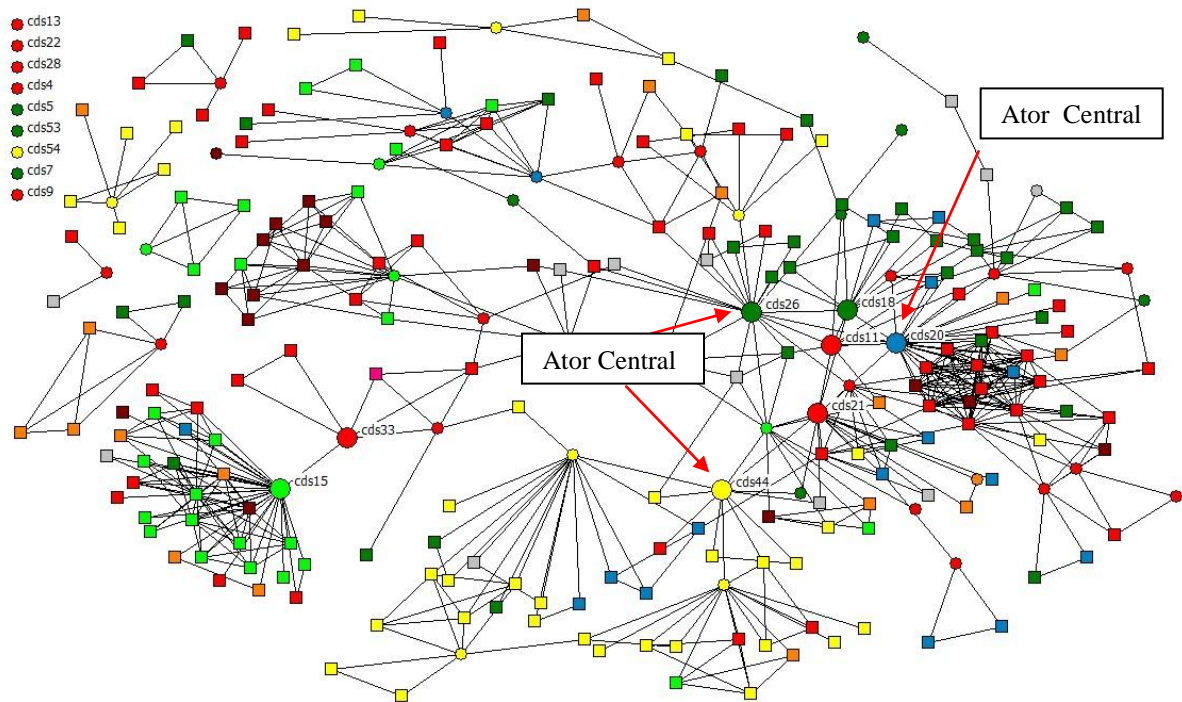 cds13
cds22
cds28
cds4
cds5
cds53
cds54
cds7
cds9
Ator Central
cds26
cds18
cds11
cds20
Ator Central
cds21
cds33
cds15
cds44